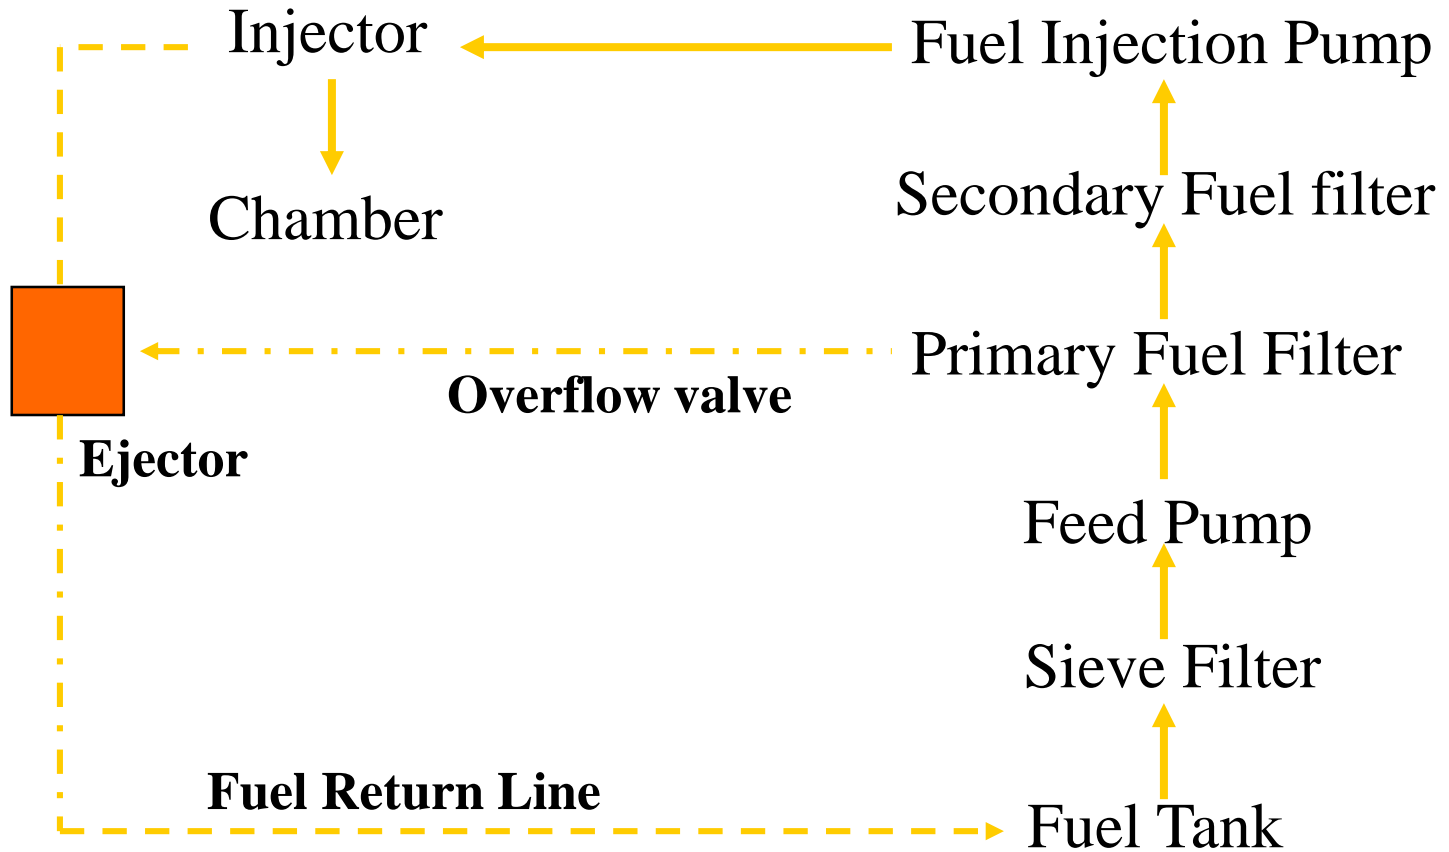 Injector
Fuel Injection Pump
Secondary Fuel filter
Chamber
Primary Fuel Filter
Overflow valve
Ejector
Feed Pump
Sieve Filter
Fuel Return Line
Fuel Tank